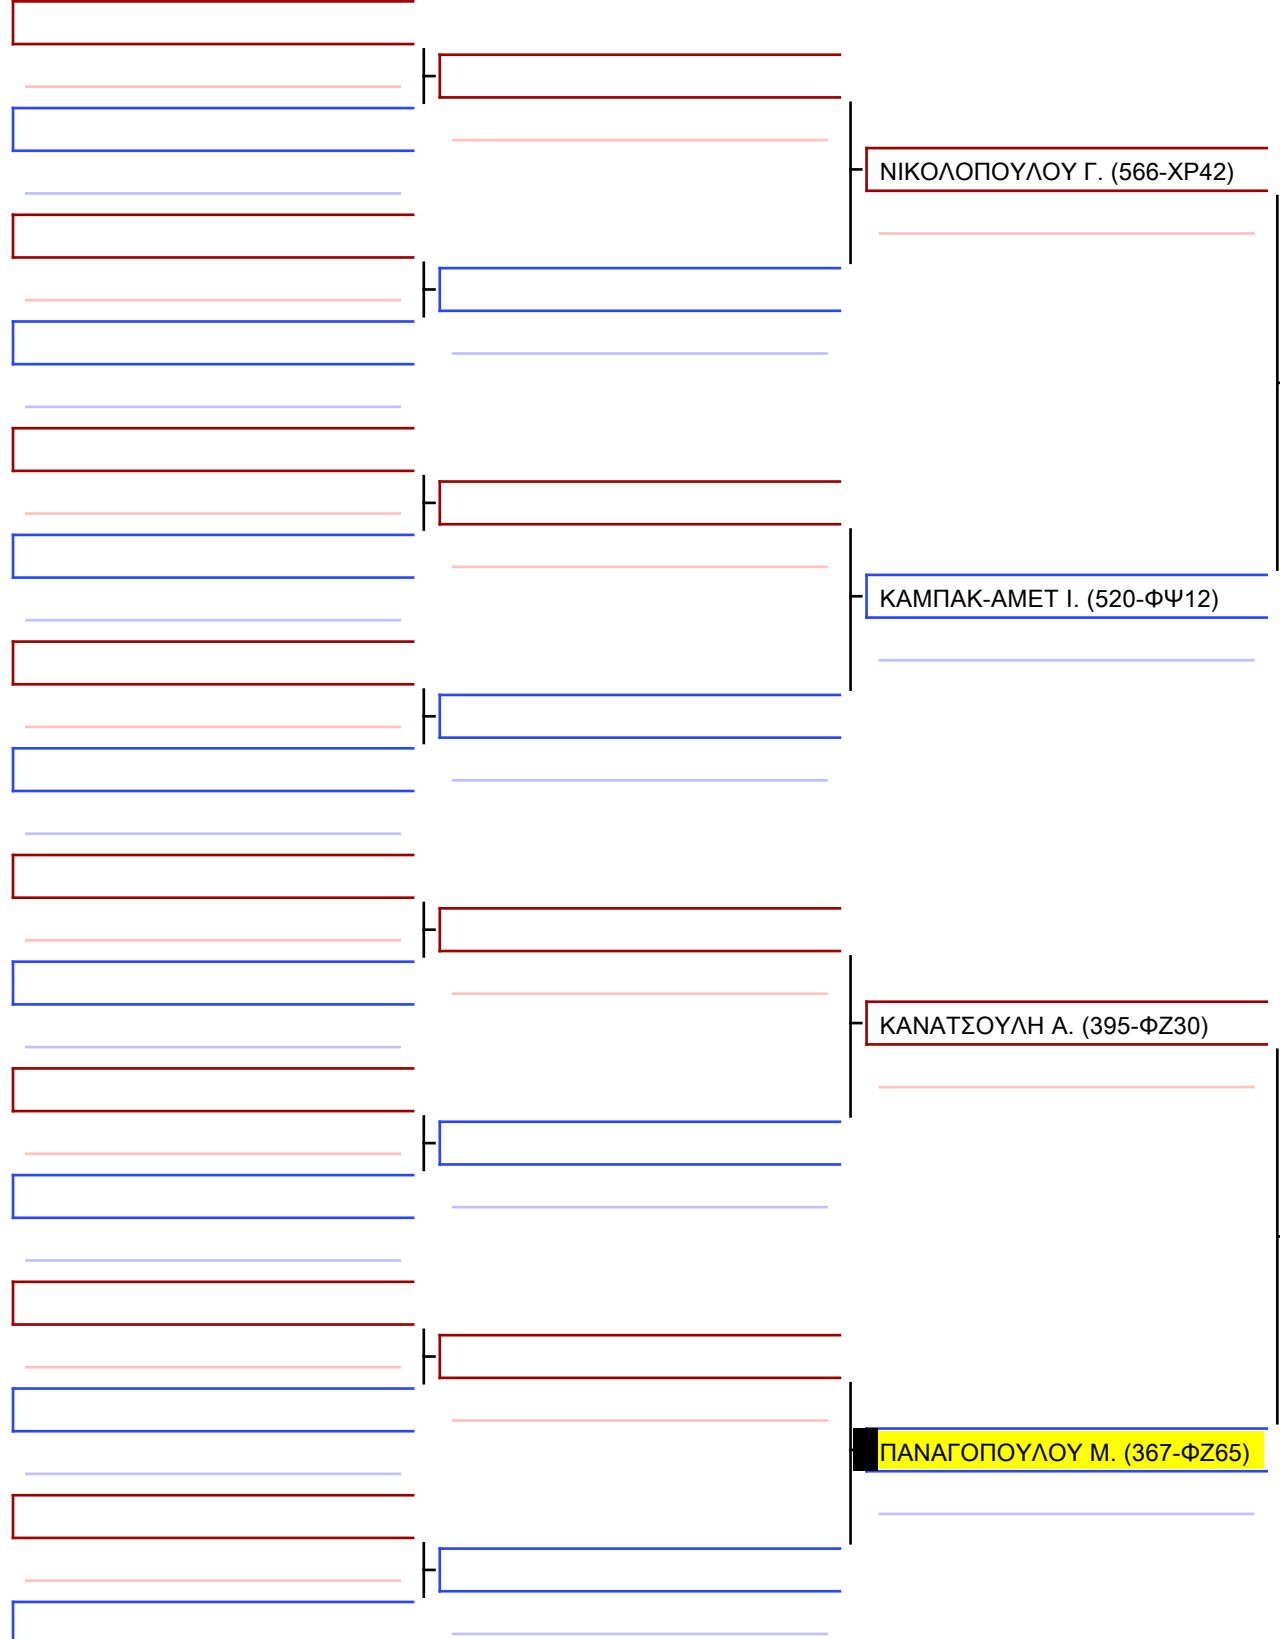 ΝΙΚΟΛΟΠΟΥΛΟΥ Γ. (566-ΧΡ42)
ΚΑΜΠΑΚ-ΑΜΕΤ Ι. (520-ΦΨ12)
ΚΑΝΑΤΣΟΥΛΗ Α. (395-ΦΖ30)
ΠΑΝΑΓΟΠΟΥΛΟΥ Μ. (367-ΦΖ65)